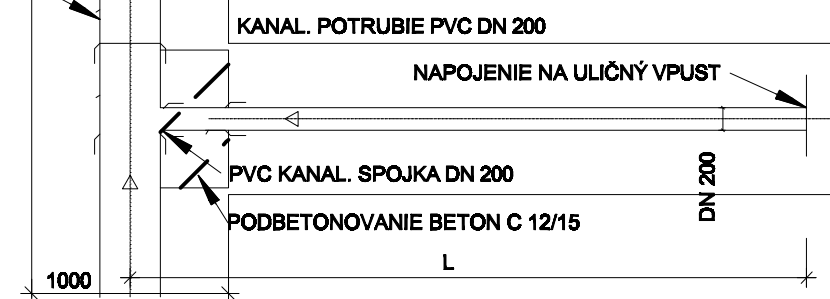 KANAL. POTRUBIE PVC DN 200
NAPOJENIE NA ULIČNÝ VPUST
PVC KANAL. SPOJKA DN 200
DN 200
PODBETONOVANIE BETON C 12/15
L
1000